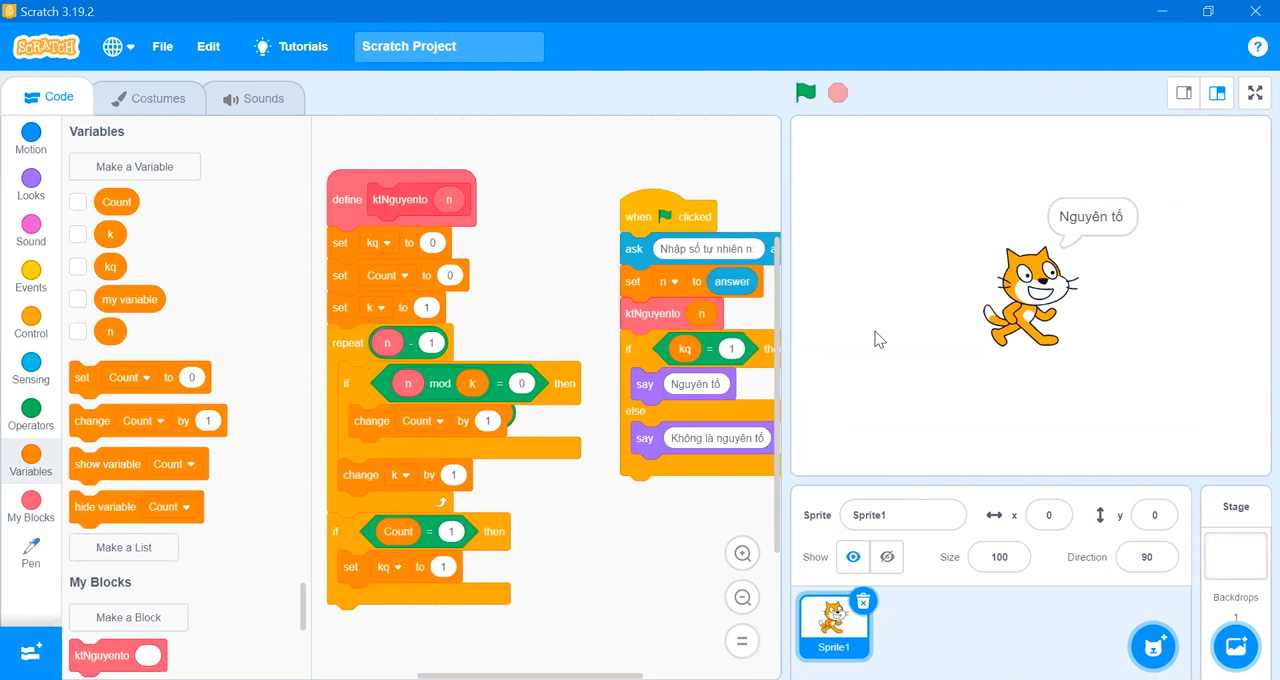 Scratch 3.19.2
SCRATCH
File
Edit
Tutorials
Scratch Project
?
Code
Costumes
Sounds
Motion
Looks
Sound
Events
Control
Sensing
Operators
Variables
My Blocks
Pen
Variables
Make a Variable
Count
k
kq
my variable
n
set Count to 0
change Count by 1
show variable Count
hide variable Count
Make a List
My Blocks
Make a Block
ktNguyento
define ktNguyento n
set kq to 0
set Count to 0
set k to 1
repeat n - 1
if n mod k = 0 then
change Count by 1
change k by 1
if Count = 1 then
set kq to 1
when clicked
ask Nhập số tự nhiên n:
set n to answer
ktNguyento n
if kq = 1
say Nguyên tố
else
say Không là nguyên tố
Nguyên tố
Sprite Sprite1 x 0 y 0
Show Size 100 Direction 90
Sprite1
Stage
Backdrops
1